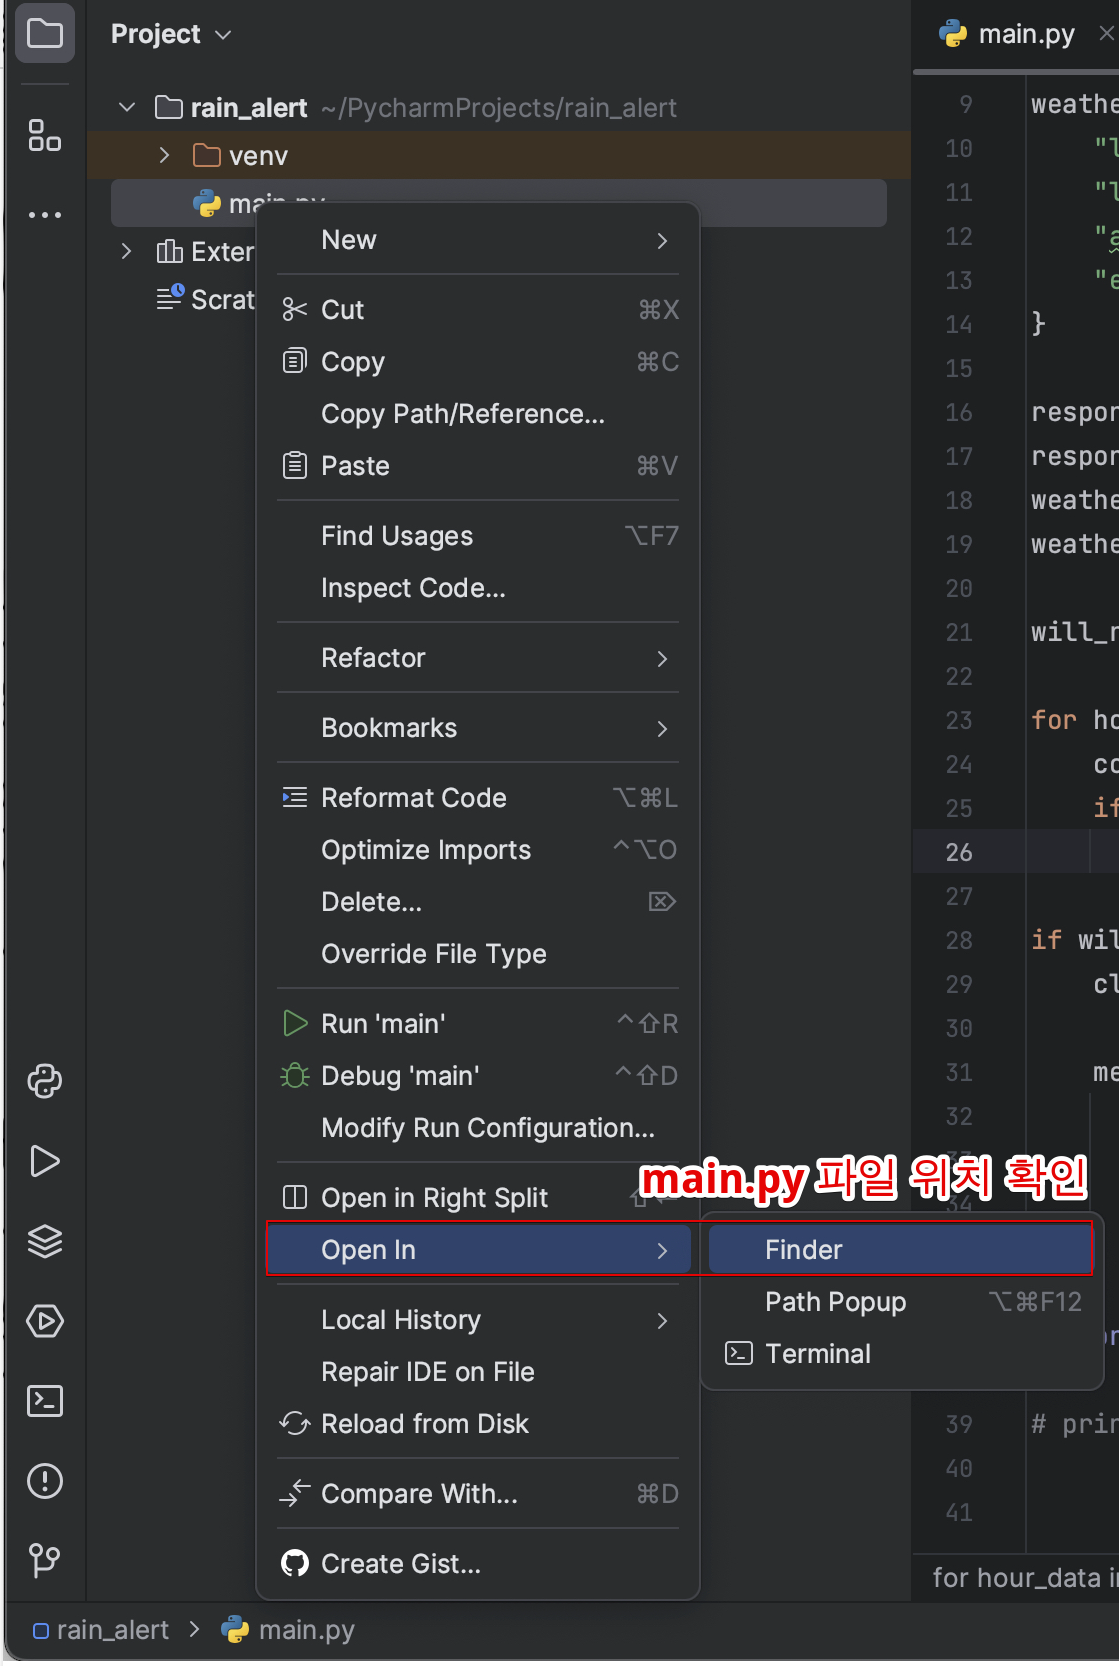 Project
rain_alert ~/PycharmProjects/rain_alert
venv
main.py
Exter
Scrat
New
Cut ⌘X
Copy ⌘C
Copy Path/Reference...
Paste ⌘V
Find Usages ⌥F7
Inspect Code...
Refactor
Bookmarks
Reformat Code ⌥⌘L
Optimize Imports ^⌥O
Delete... ⌦
Override File Type
Run 'main' ^⇧R
Debug 'main' ^⇧D
Modify Run Configuration...
Open in Right Split
Open In
Local History
Repair IDE on File
Reload from Disk
Compare With... ⌘D
Create Gist...
main.py 파일 위치 확인
Finder
Path Popup ⌥⌘F12
Terminal
main.py
9 weathe
10 "l
11 "l
12 "a
13 "e
14 }
15
16 respon
17 respon
18 weathe
19 weathe
20
21 will_r
22
23 for ho
24 co
25 if
26
27
28 if wil
29 cl
30
31 me
32
33
34
39 # prin
40
41
for hour_data i
rain_alert > main.py